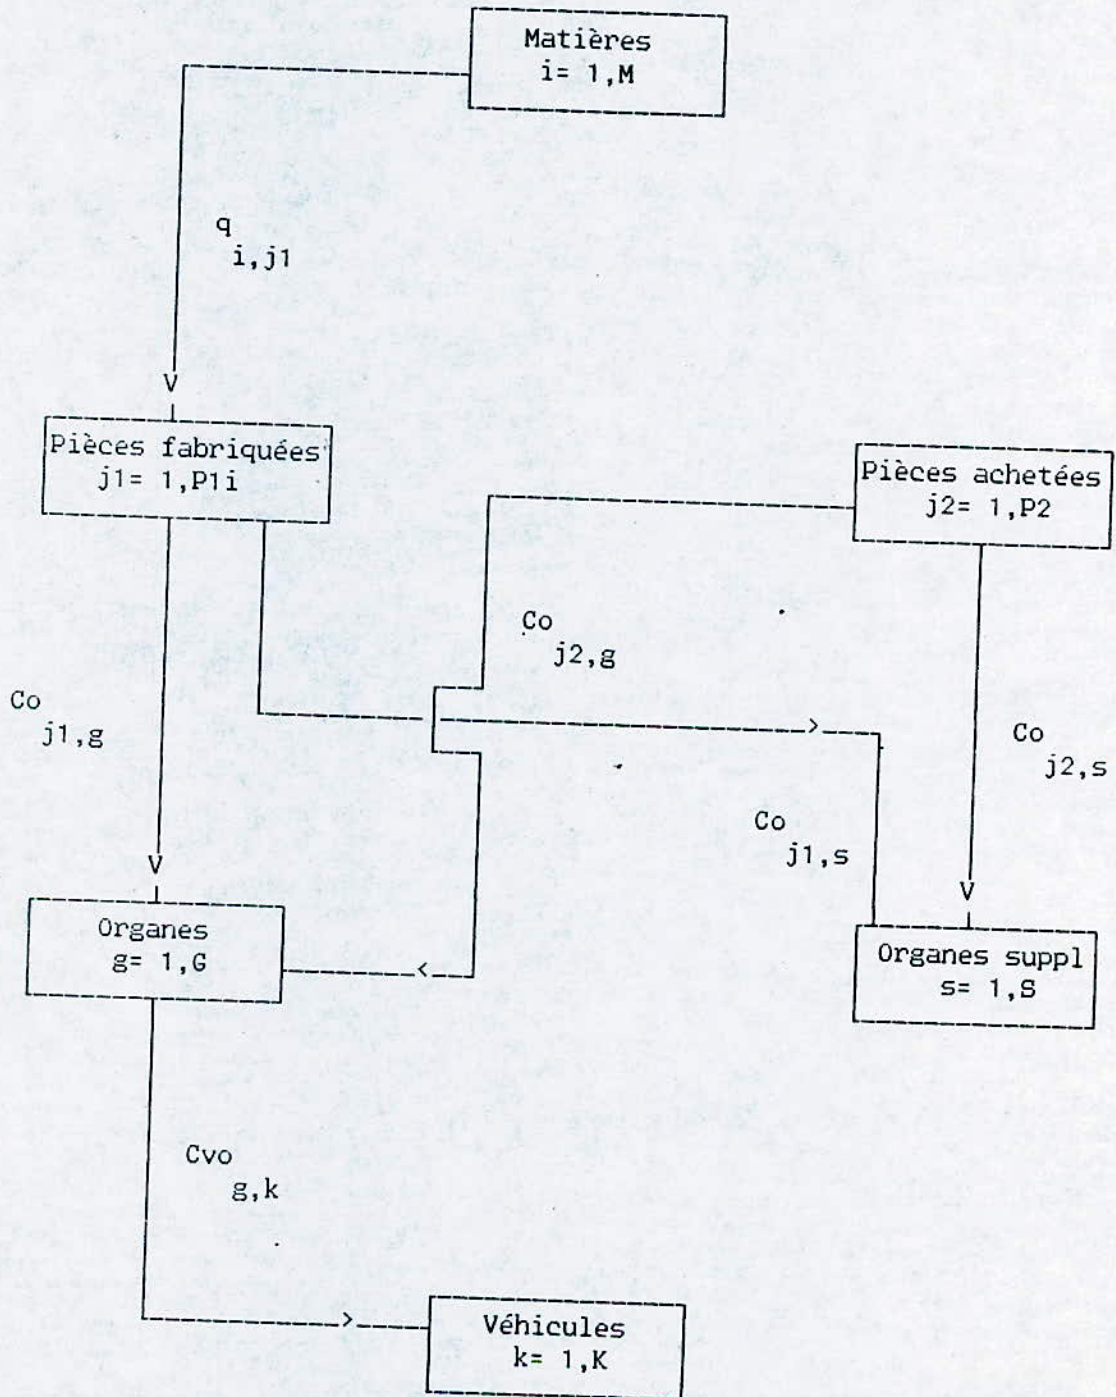 Matières
i= 1,M
q
i,j1
V
Pièces fabriquées
j1= 1,P1i
Pièces achetées
j2= 1,P2
Co
j2,g
Co
j1,g
>
Co
j2,s
Co
j1,s
V
V
Organes
g= 1,G
<
Organes suppl
s= 1,S
Cvo
g,k
>
Véhicules
k= 1,K